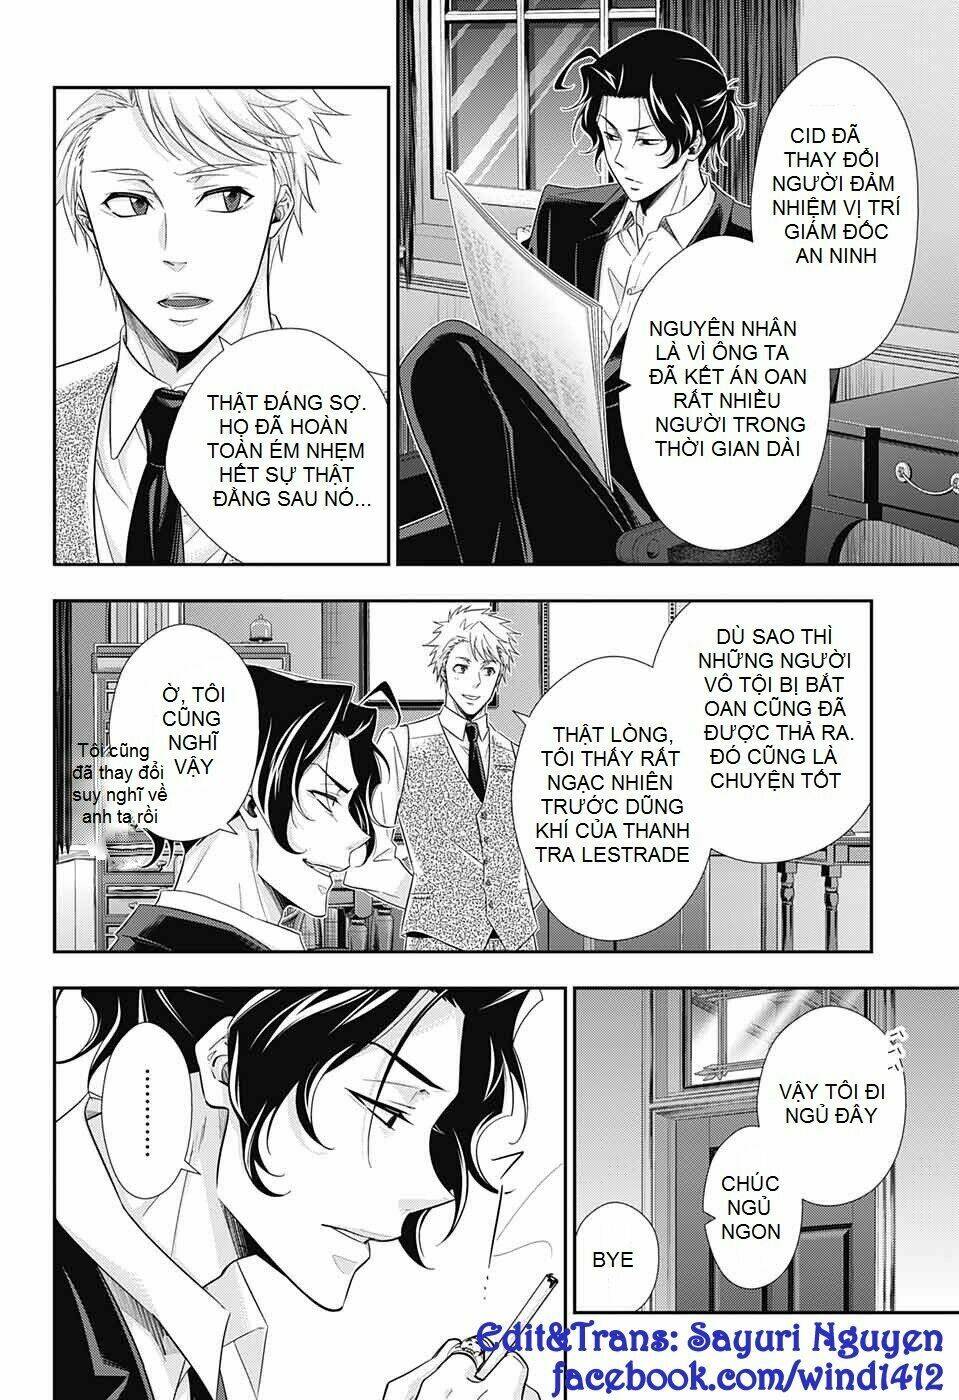 CID ĐÃ
THAY ĐỔI
NGƯỜI ĐẢM
NHIỆM VỊ TRÍ
GIÁM ĐỐC
AN NINH
NGUYÊN NHÂN
LÀ VÌ ÔNG TA
ĐÃ KẾT ÁN OAN
RẤT NHIỀU
NGƯỜI TRONG
THỜI GIAN DÀI
THẬT ĐÁNG SỢ.
HỌ ĐÃ HOÀN
TOÀN ÉM NHẸM
HẾT SỰ THẬT
ĐẰNG SAU NÓ...
DÙ SAO THÌ
NHỮNG NGƯỜI
VÔ TỘI BỊ BẮT
OAN CŨNG ĐÃ
ĐƯỢC THẢ RA.
ĐÓ CŨNG LÀ
CHUYỆN TỐT
THẬT LÒNG,
TÔI THẤY RẤT
NGẠC NHIÊN
TRƯỚC DŨNG
KHÍ CỦA THANH
TRA LESTRADE
Ờ, TÔI
CŨNG
NGHĨ
VẬY
Tôi cũng
đã thay đổi
suy nghĩ về
anh ta rồi
VẬY TÔI ĐI
NGỦ ĐÂY
CHÚC
NGỦ
NGON
BYE
.........
...
Edit&Trans: Sayuri Nguyen
facebook.com/wind1412